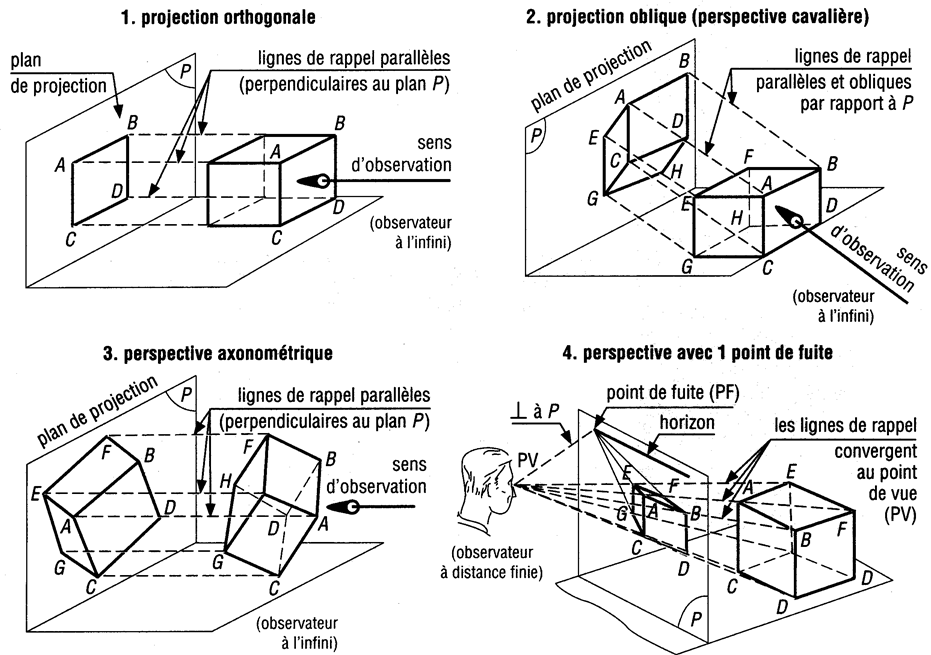 1. projection orthogonale
plan
de projection
P
lignes de rappel parallèles
(perpendiculaires au plan P)
B
B
A
A
sens
d'observation
D
D
C
C
(observateur
à l'infini)
2. projection oblique (perspective cavalière)
plan de projection
P
lignes de rappel
parallèles et obliques
par rapport à P
B
A
E
D
C
H
G
F
B
E
A
H
D
G
C
sens
d'observation
(observateur
à l'infini)
3. perspective axonométrique
plan de projection
P
lignes de rappel parallèles
(perpendiculaires au plan P)
F
B
E
A
D
G
C
F
B
H
D
A
G
C
sens
d'observation
(observateur
à l'infini)
4. perspective avec 1 point de fuite
point de fuite (PF)
⊥ à P
horizon
les lignes de rappel
convergent
au point
de vue
(PV)
PV
E
F
G
A
B
C
D
E
A
B
F
C
D
D
P
(observateur
à distance finie)